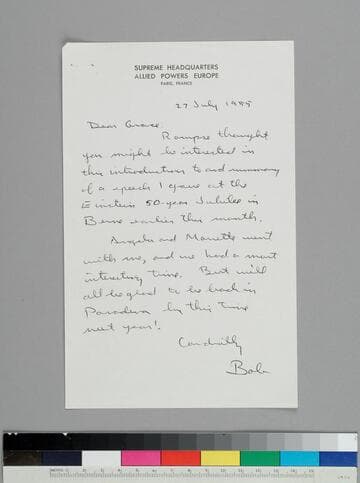 SUPREME HEADQUARTERS
ALLIED POWERS EUROPE
PARIS, FRANCE
27 July 1955
Dear Grace,
thought
you might be interested in
this introduction to and summary
of a speech I gave at the
Einstein 50-year Jubilee in
Berne earlier this month.
Angela and Manette went
with me, and we had a most
interesting time. But will
all be glad to be back in
Pasadena by this time
next year!
Cordially
Bob